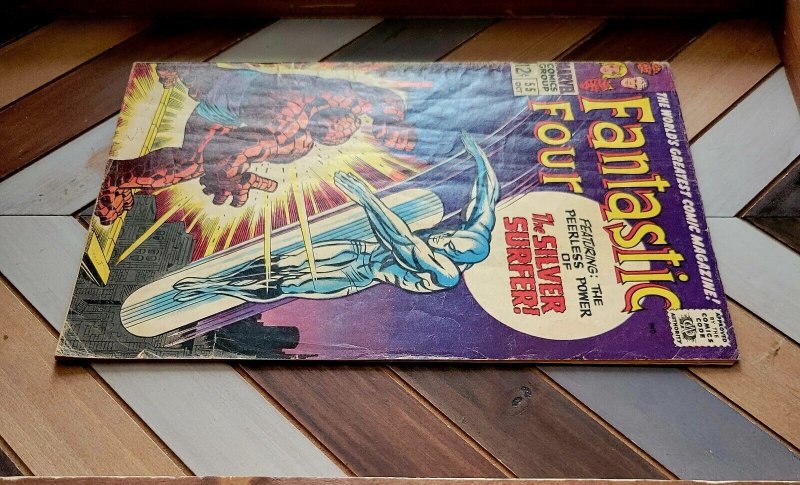 THE WORLD'S GREATEST COMIC MAGAZINE!
MARVEL
COMICS
GROUP
12¢
55
OCT
Fantastic
Four
APPROVED
BY THE
COMICS
CODE
AUTHORITY
FEATURING: THE
PEERLESS POWER
OF
The SILVER
SURFER!
IND.